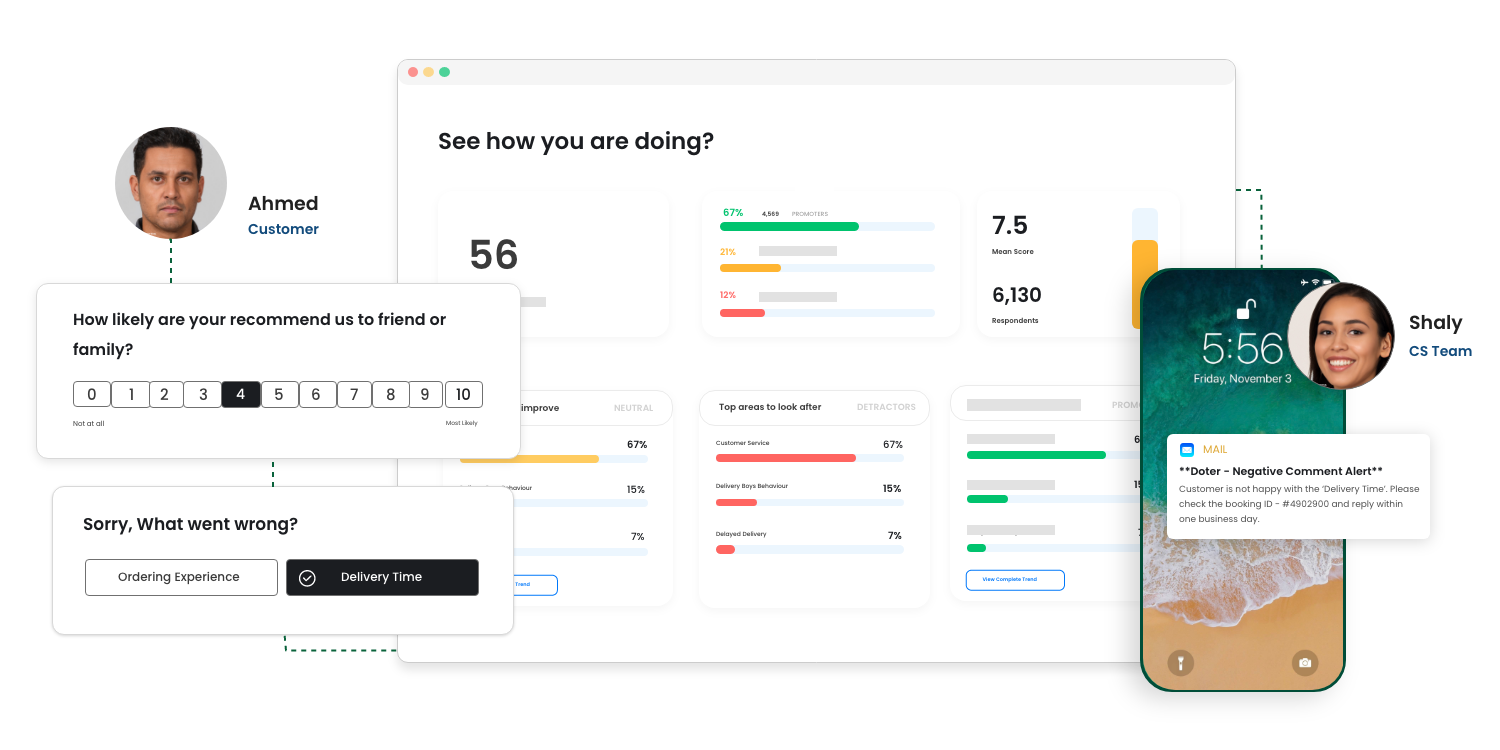 See how you are doing?
Ahmed
Customer
56
67% 4,569 PROMOTERS
21%
12%
7.5
Mean Score
6,130
Respondents
How likely are your recommend us to friend or
family?
0 1 2 3 4 5 6 7 8 9 10
Not at all Most Likely
Sorry, What went wrong?
Ordering Experience
Delivery Time
improve NEUTRAL
67%
15%
7%
Trend
Top areas to look after DETRACTORS
Customer Service 67%
Delivery Boys Behaviour 15%
Delayed Delivery 7%
View Complete Trend
5:56
Friday, November 3
Shaly
CS Team
MAIL
**Doter - Negative Comment Alert**
Customer is not happy with the ‘Delivery Time’. Please
check the booking ID - #4902900 and reply within
one business day.